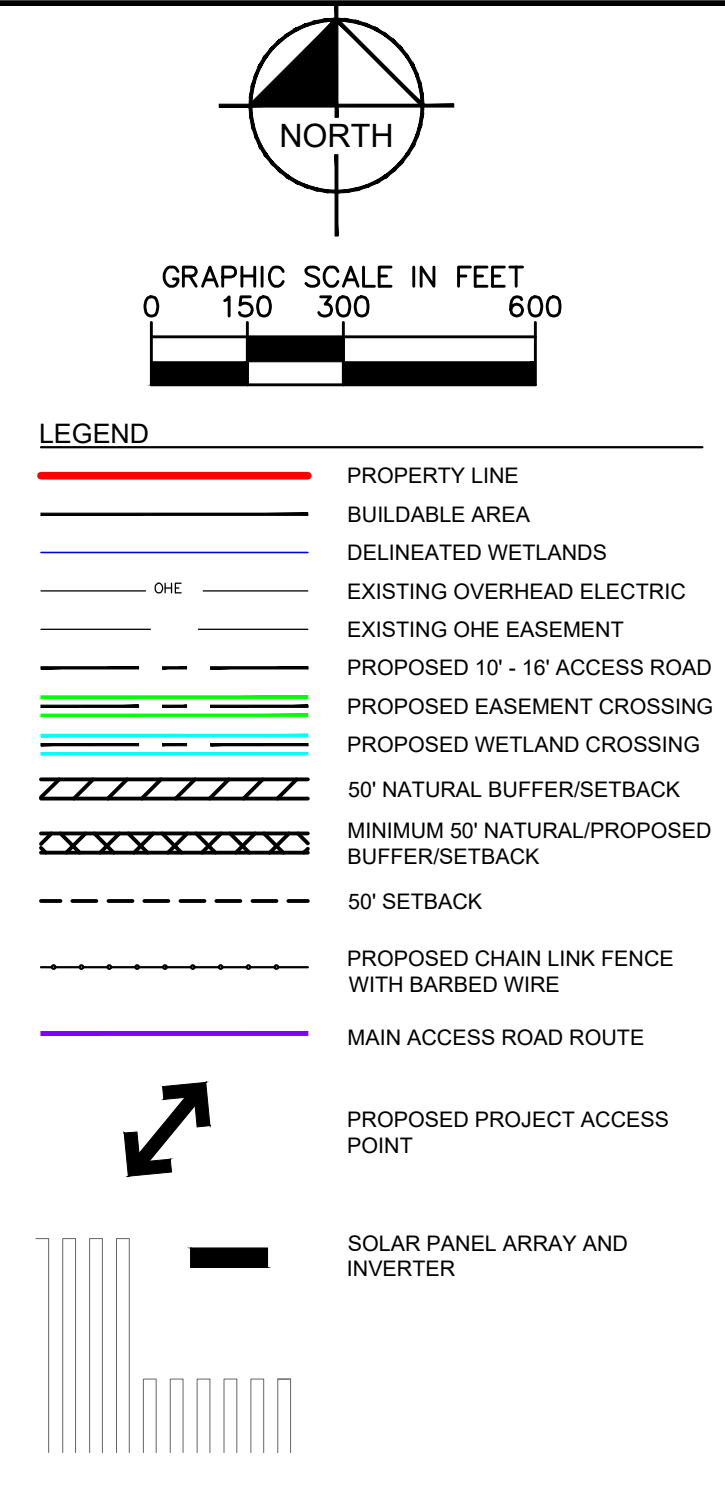 NORTH
GRAPHIC SCALE IN FEET
0 150 300 600
LEGEND
PROPERTY LINE
BUILDABLE AREA
DELINEATED WETLANDS
OHE EXISTING OVERHEAD ELECTRIC
EXISTING OHE EASEMENT
PROPOSED 10' - 16' ACCESS ROAD
PROPOSED EASEMENT CROSSING
PROPOSED WETLAND CROSSING
50' NATURAL BUFFER/SETBACK
MINIMUM 50' NATURAL/PROPOSED
BUFFER/SETBACK
50' SETBACK
PROPOSED CHAIN LINK FENCE
WITH BARBED WIRE
MAIN ACCESS ROAD ROUTE
PROPOSED PROJECT ACCESS
POINT
SOLAR PANEL ARRAY AND
INVERTER